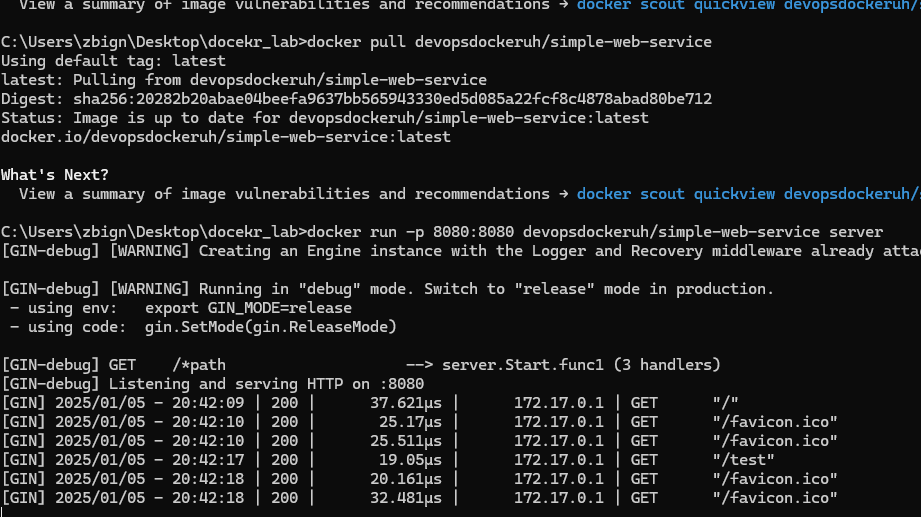 View a summary of image vulnerabilities and recommendations → docker scout quickview devopsdockeruh/
C:\Users\zbign\Desktop\docekr_lab>docker pull devopsdockeruh/simple-web-service
Using default tag: latest
latest: Pulling from devopsdockeruh/simple-web-service
Digest: sha256:20282b20abae04beefa9637bb565943330ed5d085a22fcf8c4878abad80be712
Status: Image is up to date for devopsdockeruh/simple-web-service:latest
docker.io/devopsdockeruh/simple-web-service:latest
What's Next?
View a summary of image vulnerabilities and recommendations → docker scout quickview devopsdockeruh/
C:\Users\zbign\Desktop\docekr_lab>docker run -p 8080:8080 devopsdockeruh/simple-web-service server
[GIN-debug] [WARNING] Creating an Engine instance with the Logger and Recovery middleware already atta
[GIN-debug] [WARNING] Running in "debug" mode. Switch to "release" mode in production.
- using env:   export GIN_MODE=release
- using code:  gin.SetMode(gin.ReleaseMode)
[GIN-debug] GET    /*path                    --> server.Start.func1 (3 handlers)
[GIN-debug] Listening and serving HTTP on :8080
[GIN] 2025/01/05 - 20:42:09 | 200 |      37.621µs |      172.17.0.1 | GET      "/"
[GIN] 2025/01/05 - 20:42:10 | 200 |       25.17µs |      172.17.0.1 | GET      "/favicon.ico"
[GIN] 2025/01/05 - 20:42:10 | 200 |      25.511µs |      172.17.0.1 | GET      "/favicon.ico"
[GIN] 2025/01/05 - 20:42:17 | 200 |       19.05µs |      172.17.0.1 | GET      "/test"
[GIN] 2025/01/05 - 20:42:18 | 200 |      20.161µs |      172.17.0.1 | GET      "/favicon.ico"
[GIN] 2025/01/05 - 20:42:18 | 200 |      32.481µs |      172.17.0.1 | GET      "/favicon.ico"